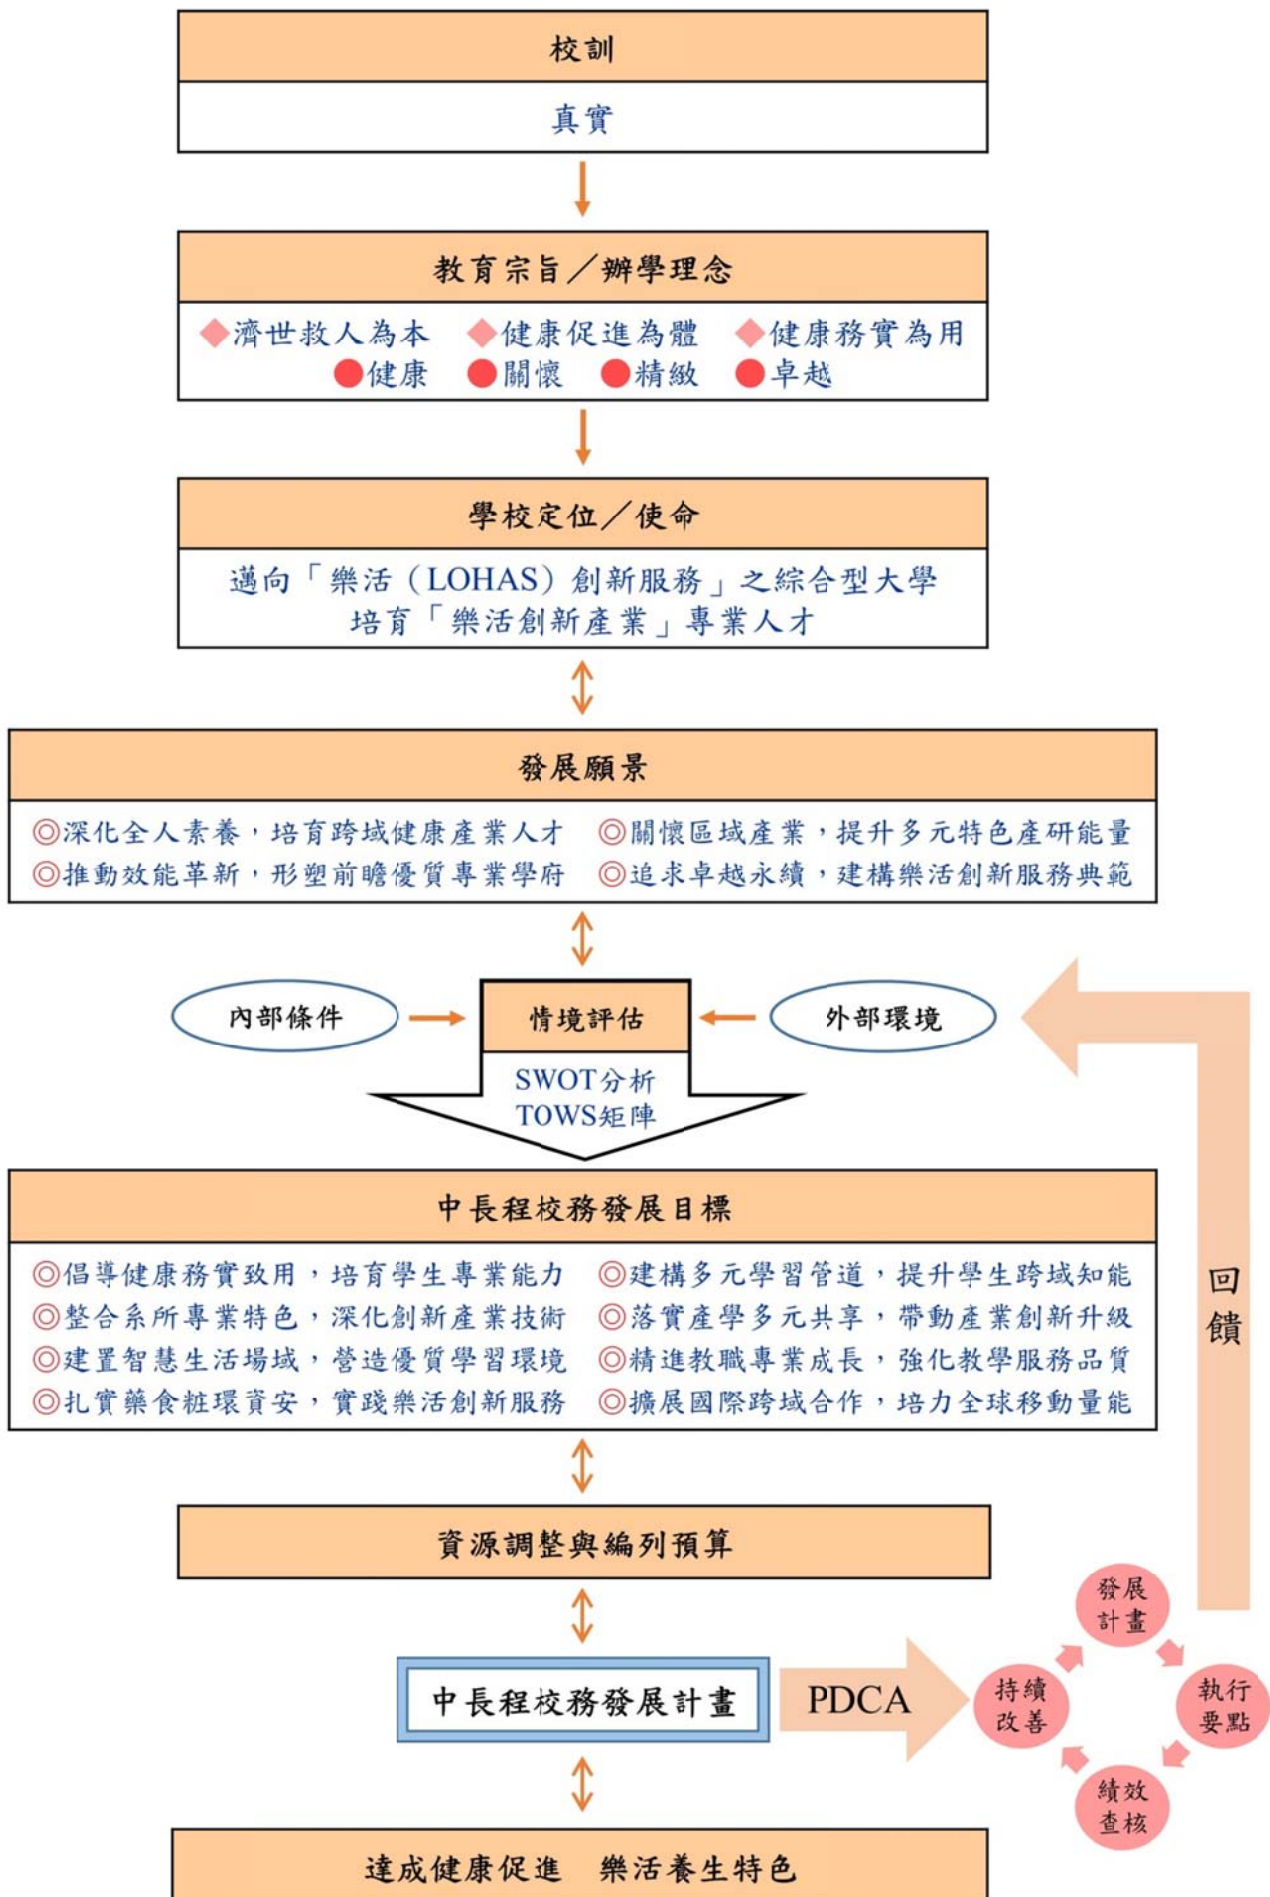 校訓
真實
教育宗旨／辦學理念
◆濟世救人為本 ◆健康促進為體 ◆健康務實為用
●健康 ●關懷 ●精緻 ●卓越
學校定位／使命
邁向「樂活（LOHAS）創新服務」之綜合型大學
培育「樂活創新產業」專業人才
發展願景
◎深化全人素養，培育跨域健康產業人才 ◎關懷區域產業，提升多元特色產研能量
◎推動效能革新，形塑前瞻優質專業學府 ◎追求卓越永續，建構樂活創新服務典範
內部條件
情境評估
外部環境
SWOT分析
TOWS矩陣
中長程校務發展目標
◎倡導健康務實致用，培育學生專業能力 ◎建構多元學習管道，提升學生跨域知能
◎整合系所專業特色，深化創新產業技術 ◎落實產學多元共享，帶動產業創新升級
◎建置智慧生活場域，營造優質學習環境 ◎精進教職專業成長，強化教學服務品質
◎扎實藥食粧環資安，實踐樂活創新服務 ◎擴展國際跨域合作，培力全球移動量能
回
饋
資源調整與編列預算
中長程校務發展計畫
PDCA
發展
計畫
執行
要點
績效
查核
持續
改善
達成健康促進 樂活養生特色